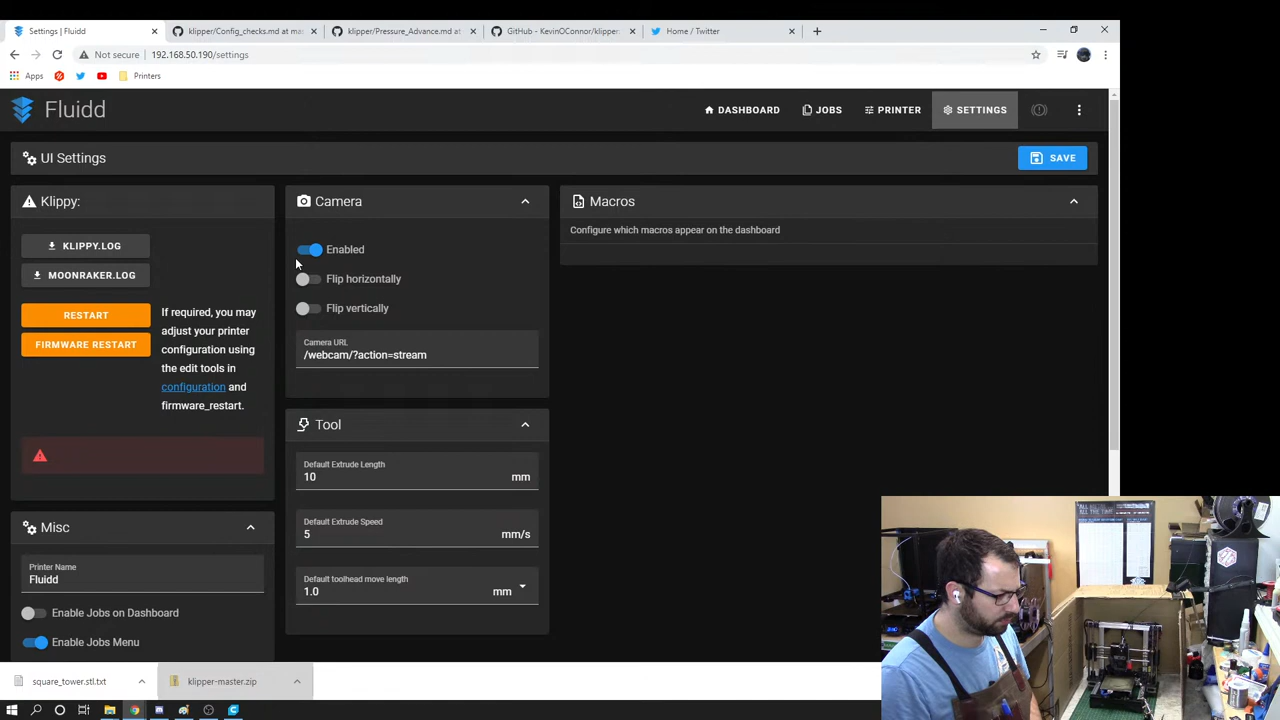 Settings | Fluidd
klipper/Config_checks.md at mas
klipper/Pressure_Advance.md at
GitHub - KevinOConnor/klipper:
Home / Twitter
Not secure
192.168.50.190/settings
Apps
Printers
Fluidd
DASHBOARD
JOBS
PRINTER
SETTINGS
UI Settings
SAVE
Klippy:
KLIPPY.LOG
MOONRAKER.LOG
RESTART
FIRMWARE RESTART
If required, you may
adjust your printer
configuration using
the edit tools in
configuration and
firmware_restart.
Misc
Printer Name
Fluidd
Enable Jobs on Dashboard
Enable Jobs Menu
Camera
Enabled
Flip horizontally
Flip vertically
Camera URL
/webcam/?action=stream
Tool
Default Extrude Length
10 mm
Default Extrude Speed
5 mm/s
Default toolhead move length
1.0 mm
Macros
Configure which macros appear on the dashboard
square_tower.stl.txt
klipper-master.zip